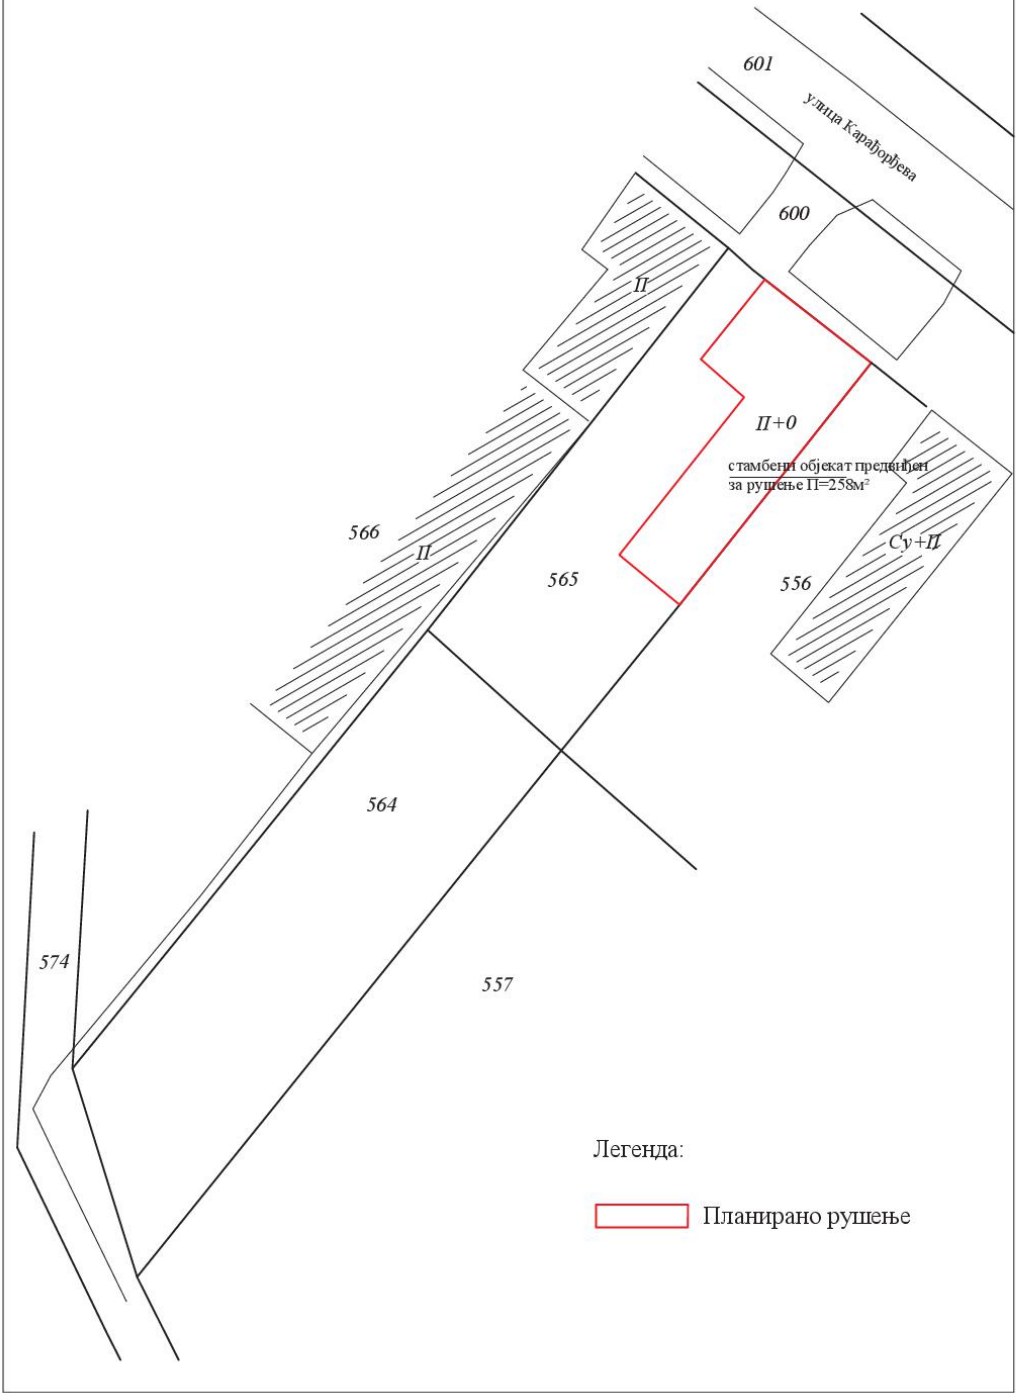 601
улица Карађорђева
600
П
П+0
стамбени објекат предвиђен
за рушење П=258м²
566
П
Су+П
565
556
564
574
557
Легенда:
Планирано рушење